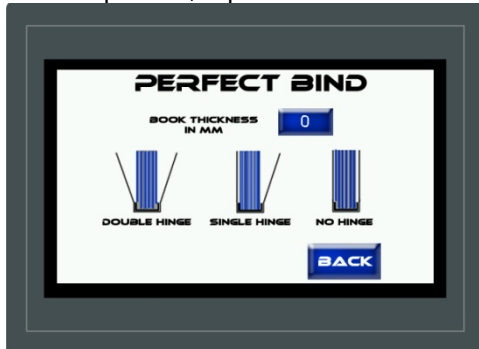 PERFECT BIND
BOOK THICKNESS
IN MM
0
DOUBLE HINGE
SINGLE HINGE
NO HINGE
BACK